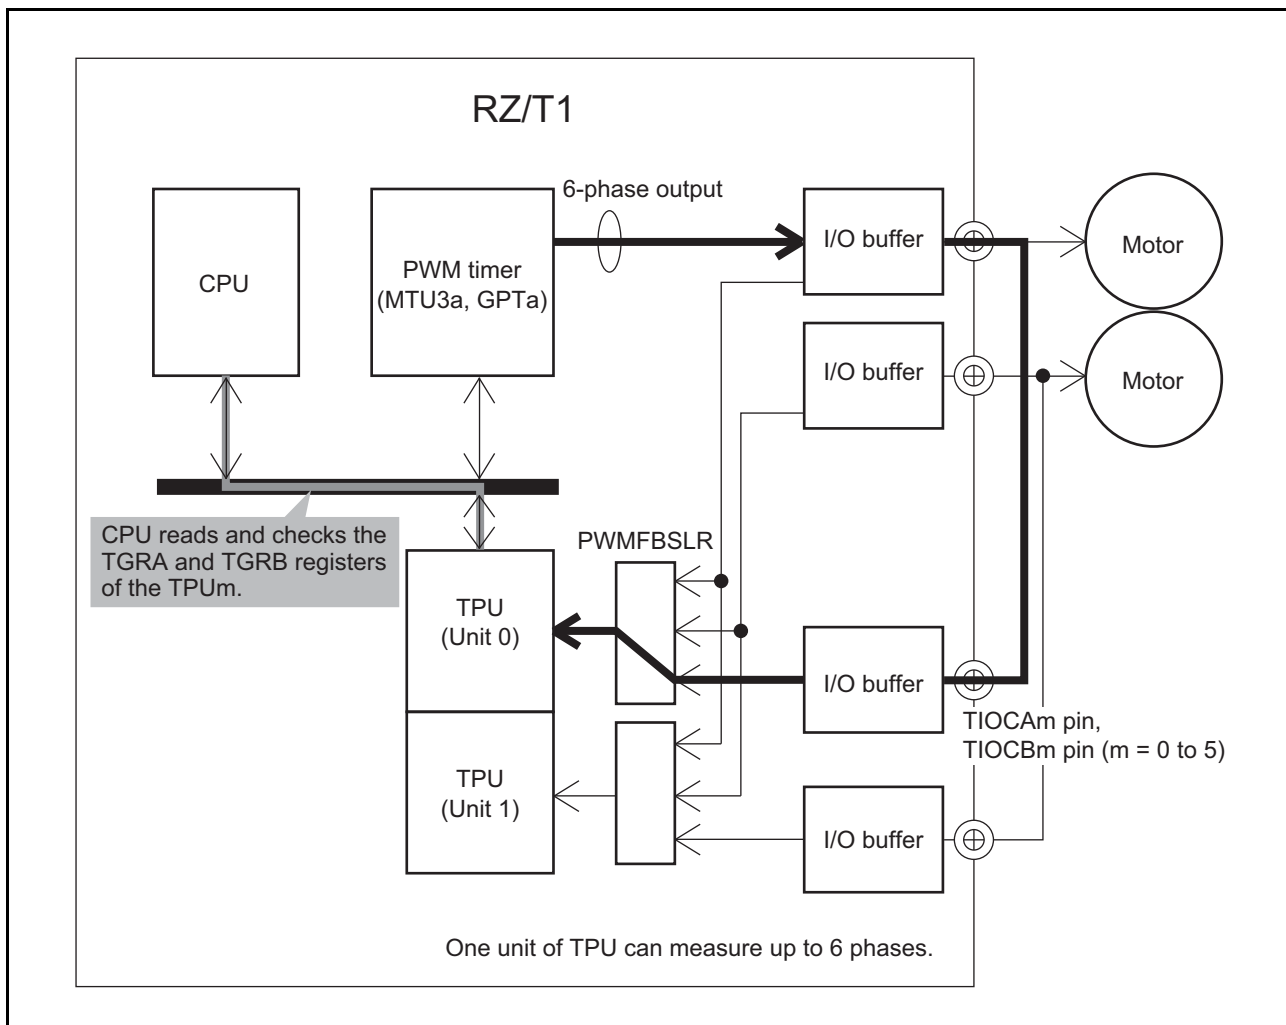 RZ/T1
6-phase output
CPU
PWM timer
(MTU3a, GPTa)
I/O buffer
Motor
I/O buffer
Motor
CPU reads and checks the
TGRA and TGRB registers
of the TPUm.
PWMFBSLR
TPU
(Unit 0)
I/O buffer
TIOCAm pin,
TIOCBm pin (m = 0 to 5)
TPU
(Unit 1)
I/O buffer
One unit of TPU can measure up to 6 phases.